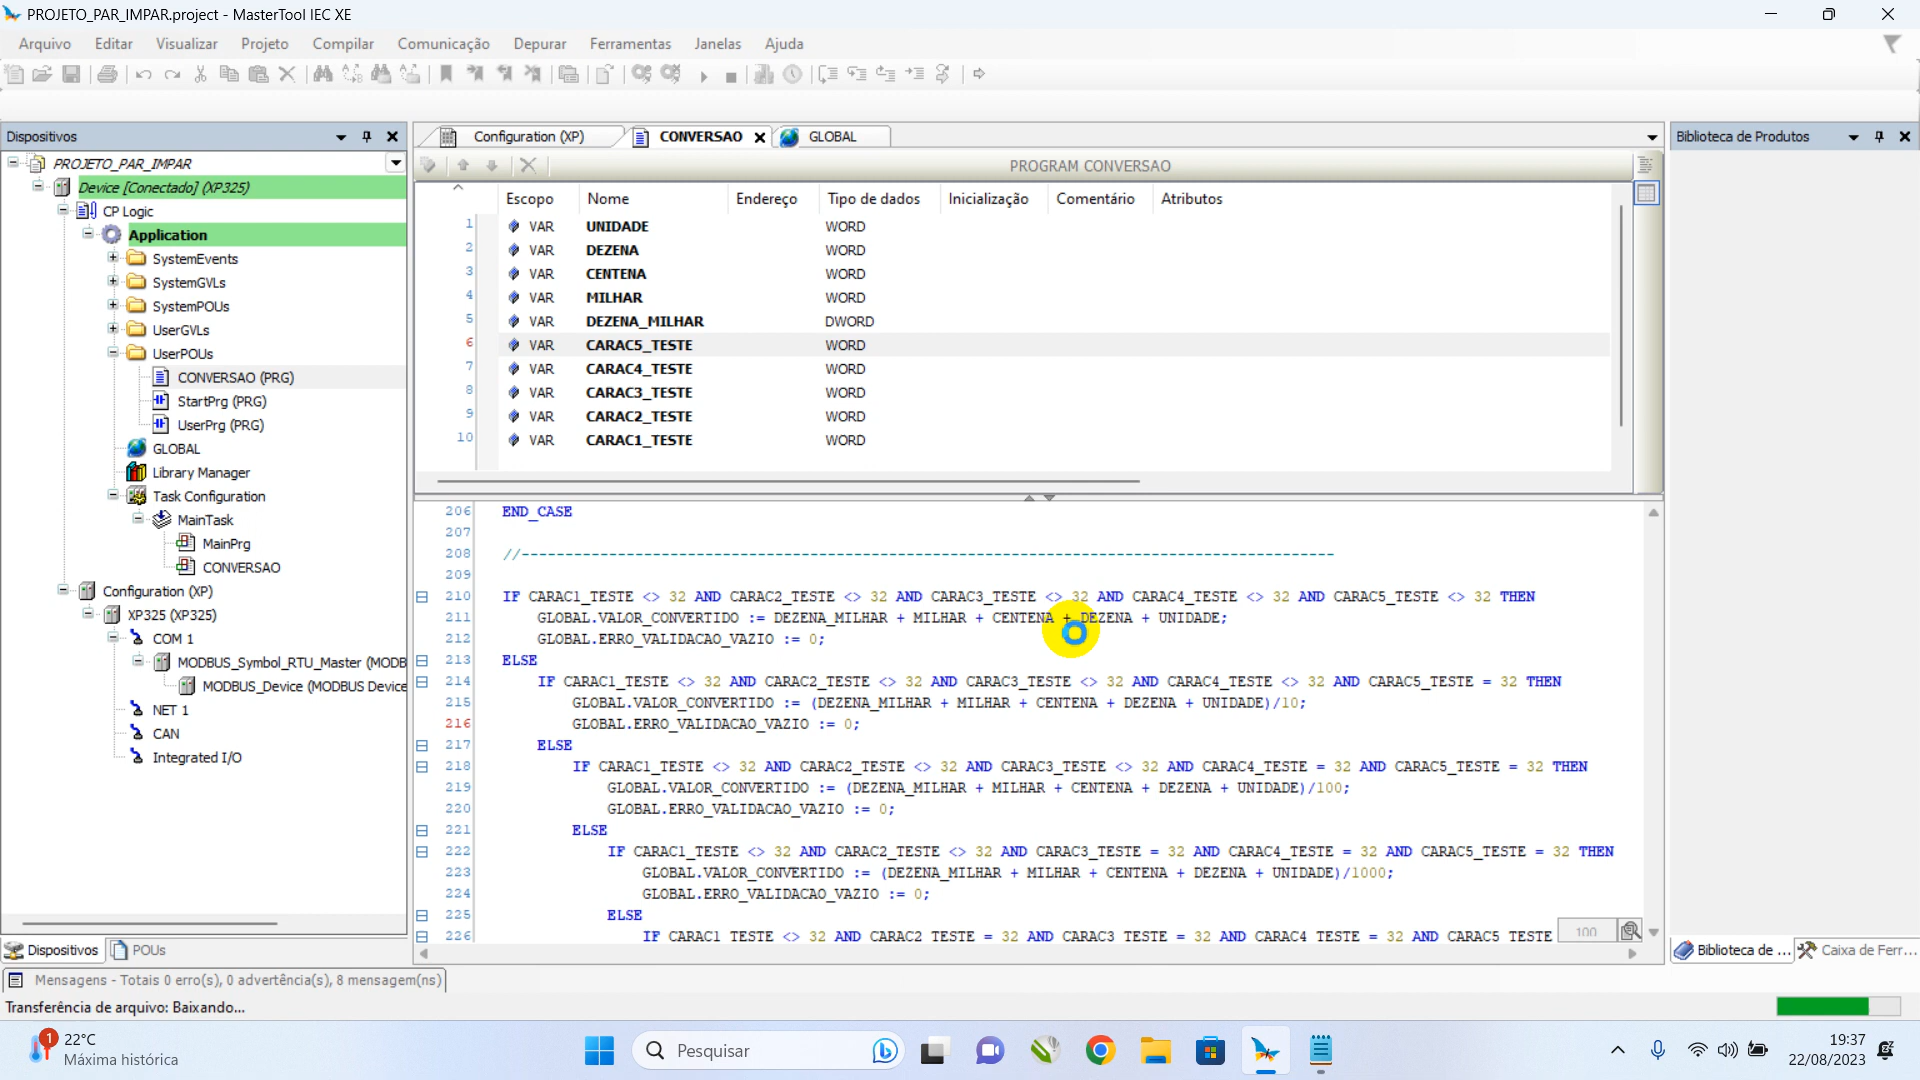 PROJETO_PAR_IMPAR.project - MasterTool IEC XE
Arquivo Editar Visualizar Projeto Compilar Comunicação Depurar Ferramentas Janelas Ajuda
Dispositivos
PROJETO_PAR_IMPAR
Device [Conectado] (XP325)
CP Logic
Application
SystemEvents
SystemGVLs
SystemPOUs
UserGVLs
UserPOUs
CONVERSAO (PRG)
StartPrg (PRG)
UserPrg (PRG)
GLOBAL
Library Manager
Task Configuration
MainTask
MainPrg
CONVERSAO
Configuration (XP)
XP325 (XP325)
COM 1
MODBUS_Symbol_RTU_Master (MODB
MODBUS_Device (MODBUS Device
NET 1
CAN
Integrated I/O
Dispositivos POUs
Configuration (XP) CONVERSAO GLOBAL
PROGRAM CONVERSAO
Escopo Nome Endereço Tipo de dados Inicialização Comentário Atributos
1 VAR UNIDADE WORD
2 VAR DEZENA WORD
3 VAR CENTENA WORD
4 VAR MILHAR WORD
5 VAR DEZENA_MILHAR DWORD
6 VAR CARAC5_TESTE WORD
7 VAR CARAC4_TESTE WORD
8 VAR CARAC3_TESTE WORD
9 VAR CARAC2_TESTE WORD
10 VAR CARAC1_TESTE WORD
206 END_CASE
207
208 //---------------------------------------------------------------------------------------------
209
210 IF CARAC1_TESTE <> 32 AND CARAC2_TESTE <> 32 AND CARAC3_TESTE <> 32 AND CARAC4_TESTE <> 32 AND CARAC5_TESTE <> 32 THEN
211 GLOBAL.VALOR_CONVERTIDO := DEZENA_MILHAR + MILHAR + CENTENA + DEZENA + UNIDADE;
212 GLOBAL.ERRO_VALIDACAO_VAZIO := 0;
213 ELSE
214 IF CARAC1_TESTE <> 32 AND CARAC2_TESTE <> 32 AND CARAC3_TESTE <> 32 AND CARAC4_TESTE <> 32 AND CARAC5_TESTE = 32 THEN
215 GLOBAL.VALOR_CONVERTIDO := (DEZENA_MILHAR + MILHAR + CENTENA + DEZENA + UNIDADE)/10;
216 GLOBAL.ERRO_VALIDACAO_VAZIO := 0;
217 ELSE
218 IF CARAC1_TESTE <> 32 AND CARAC2_TESTE <> 32 AND CARAC3_TESTE <> 32 AND CARAC4_TESTE = 32 AND CARAC5_TESTE = 32 THEN
219 GLOBAL.VALOR_CONVERTIDO := (DEZENA_MILHAR + MILHAR + CENTENA + DEZENA + UNIDADE)/100;
220 GLOBAL.ERRO_VALIDACAO_VAZIO := 0;
221 ELSE
222 IF CARAC1_TESTE <> 32 AND CARAC2_TESTE <> 32 AND CARAC3_TESTE = 32 AND CARAC4_TESTE = 32 AND CARAC5_TESTE = 32 THEN
223 GLOBAL.VALOR_CONVERTIDO := (DEZENA_MILHAR + MILHAR + CENTENA + DEZENA + UNIDADE)/1000;
224 GLOBAL.ERRO_VALIDACAO_VAZIO := 0;
225 ELSE
226 IF CARAC1_TESTE <> 32 AND CARAC2_TESTE = 32 AND CARAC3_TESTE = 32 AND CARAC4_TESTE = 32 AND CARAC5_TESTE
100
Biblioteca de Produtos
Biblioteca de ... Caixa de Ferr...
Mensagens - Totais 0 erro(s), 0 advertência(s), 8 mensagem(ns)
Transferência de arquivo: Baixando...
1
22°C
Máxima histórica
Pesquisar
19:37
22/08/2023